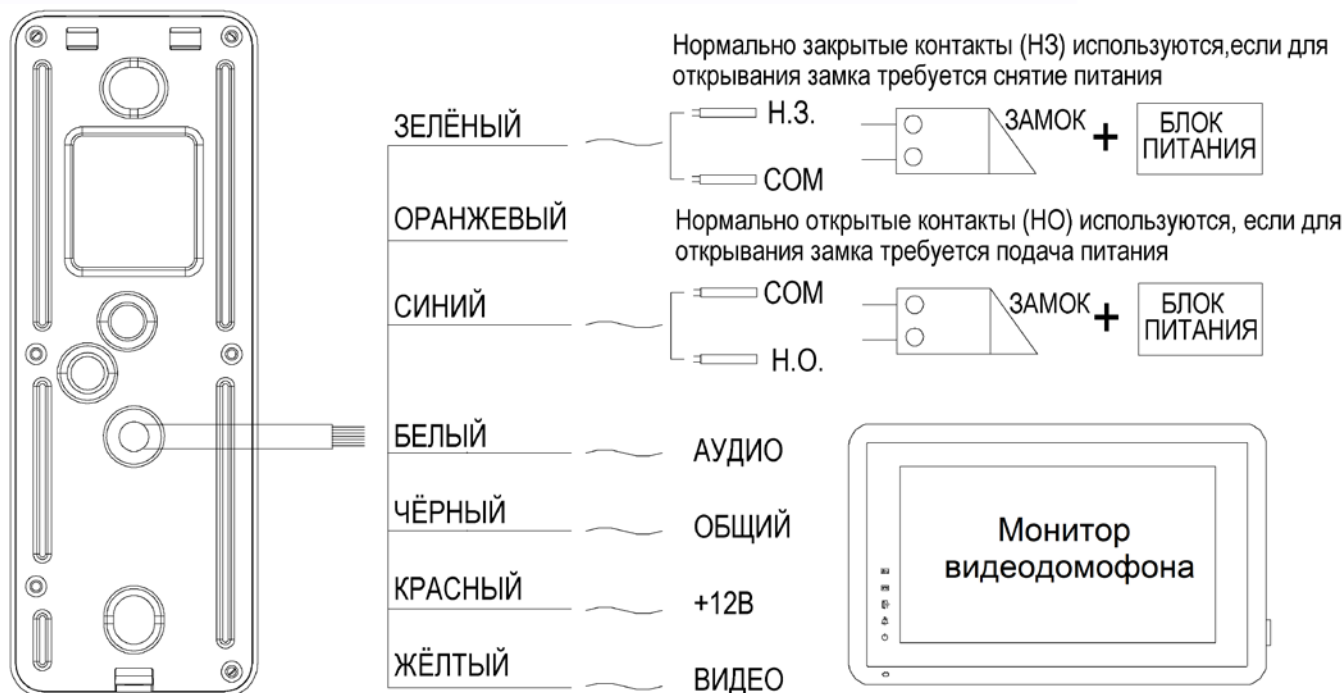 Нормально закрытые контакты (НЗ) используются,если для
открывания замка требуется снятие питания
ЗЕЛЁНЫЙ
Н.З.
COM
ЗАМОК
+
БЛОК
ПИТАНИЯ
ОРАНЖЕВЫЙ
Нормально открытые контакты (НО) используются, если для
открывания замка требуется подача питания
СИНИЙ
COM
Н.О.
ЗАМОК
+
БЛОК
ПИТАНИЯ
БЕЛЫЙ
АУДИО
ЧЁРНЫЙ
ОБЩИЙ
КРАСНЫЙ
+12В
ЖЁЛТЫЙ
ВИДЕО
Монитор
видеодомофона